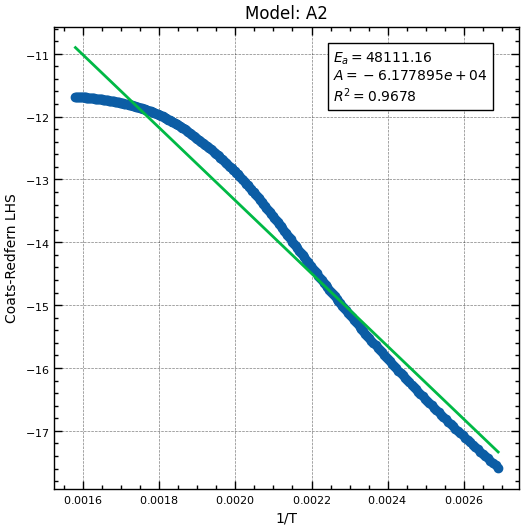 Model: A2
E_a = 48111.16
A = −6.177895e + 04
R^2 = 0.9678
Coats-Redfern LHS
−11
−12
−13
−14
−15
−16
−17
0.0016 0.0018 0.0020 0.0022 0.0024 0.0026
1/T